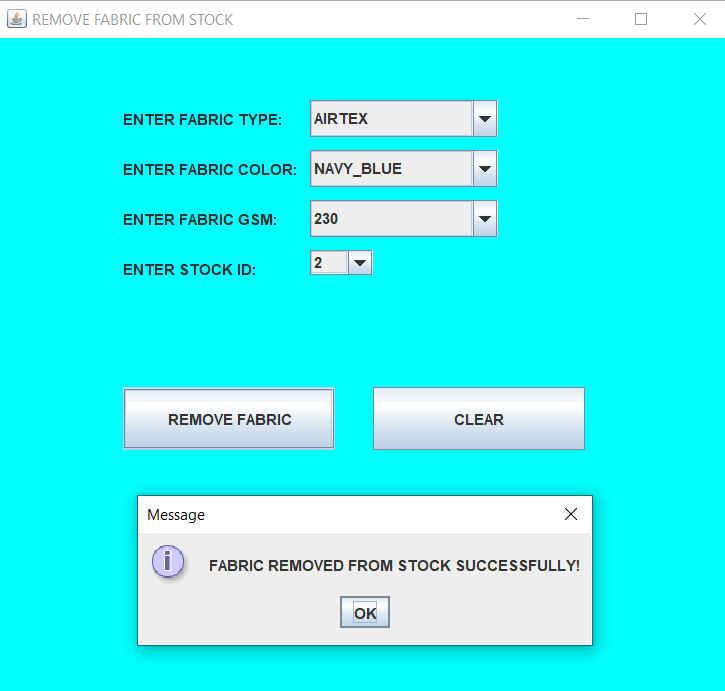 REMOVE FABRIC FROM STOCK
ENTER FABRIC TYPE: AIRTEX
ENTER FABRIC COLOR: NAVY_BLUE
ENTER FABRIC GSM: 230
ENTER STOCK ID: 2
REMOVE FABRIC CLEAR
Message
FABRIC REMOVED FROM STOCK SUCCESSFULLY!
OK